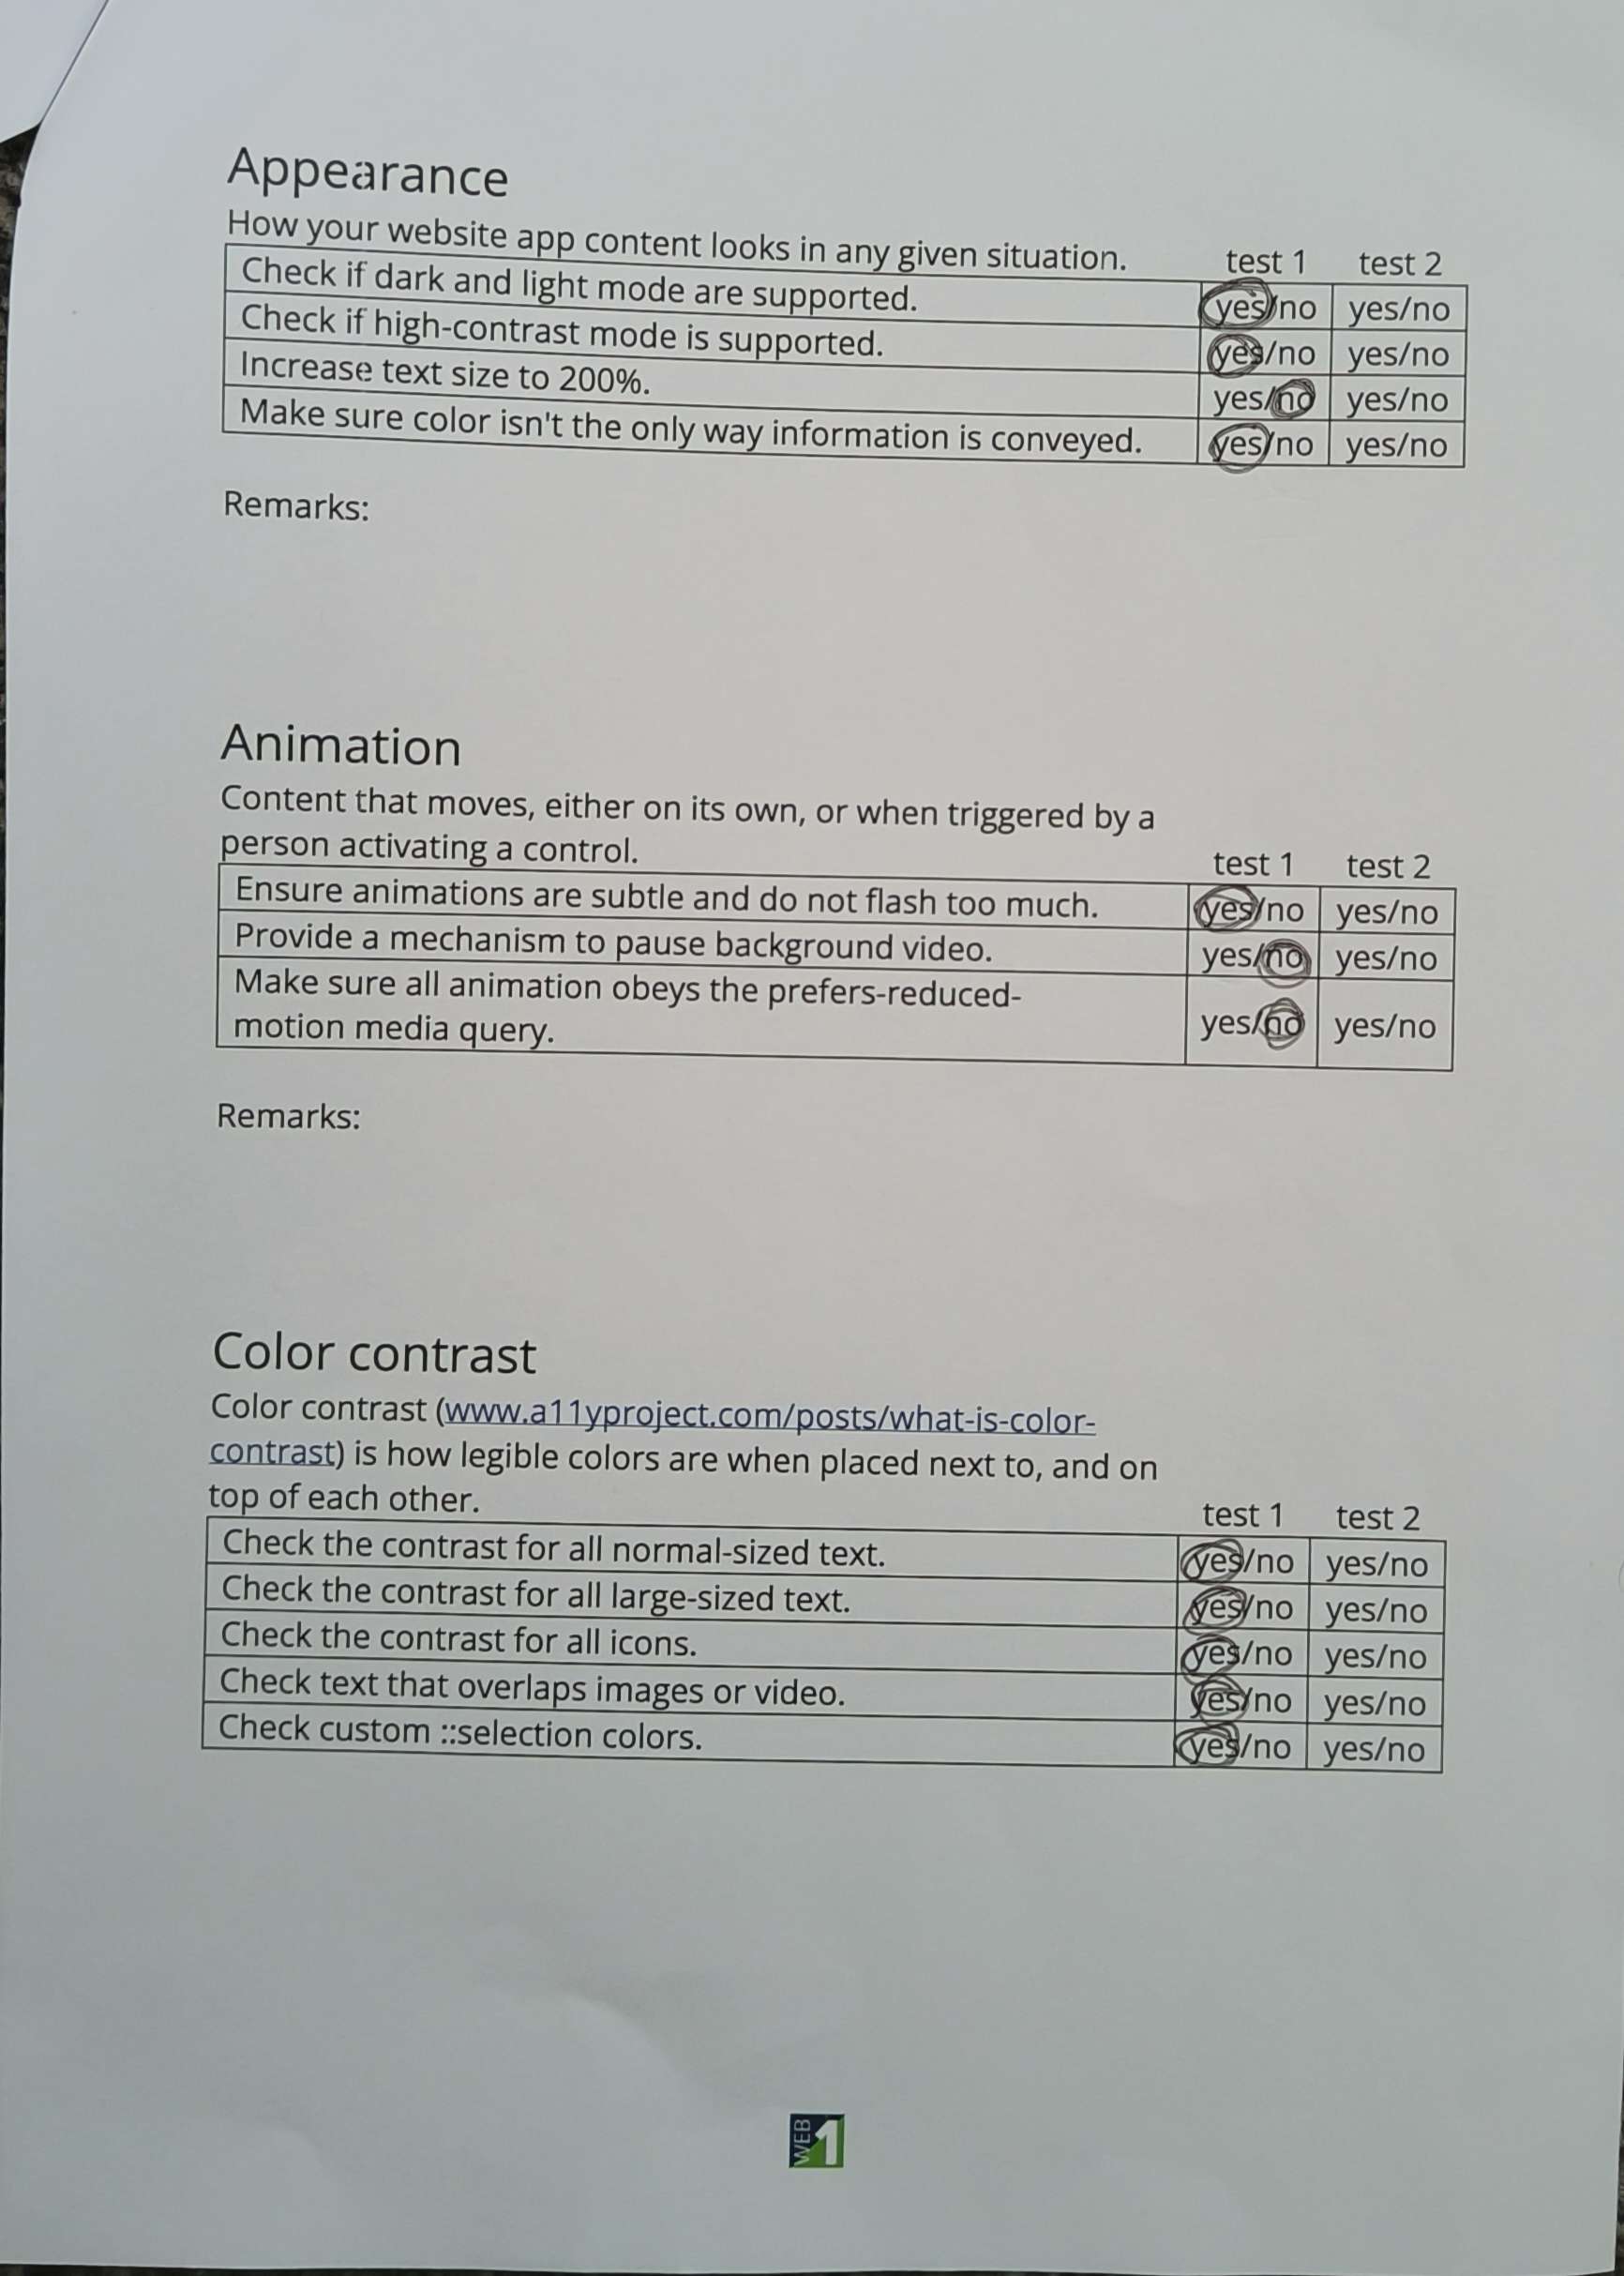 Appearance
How your website app content looks in any given situation. test 1 test 2
Check if dark and light mode are supported. yes/no yes/no
Check if high-contrast mode is supported. yes/no yes/no
Increase text size to 200%. yes/no yes/no
Make sure color isn't the only way information is conveyed. yes/no yes/no
Remarks:
Animation
Content that moves, either on its own, or when triggered by a
person activating a control. test 1 test 2
Ensure animations are subtle and do not flash too much. yes/no yes/no
Provide a mechanism to pause background video. yes/no yes/no
Make sure all animation obeys the prefers-reduced-
motion media query. yes/no yes/no
Remarks:
Color contrast
Color contrast (www.a11yproject.com/posts/what-is-color-
contrast) is how legible colors are when placed next to, and on
top of each other. test 1 test 2
Check the contrast for all normal-sized text. yes/no yes/no
Check the contrast for all large-sized text. yes/no yes/no
Check the contrast for all icons. yes/no yes/no
Check text that overlaps images or video. yes/no yes/no
Check custom ::selection colors. yes/no yes/no
WEB 1